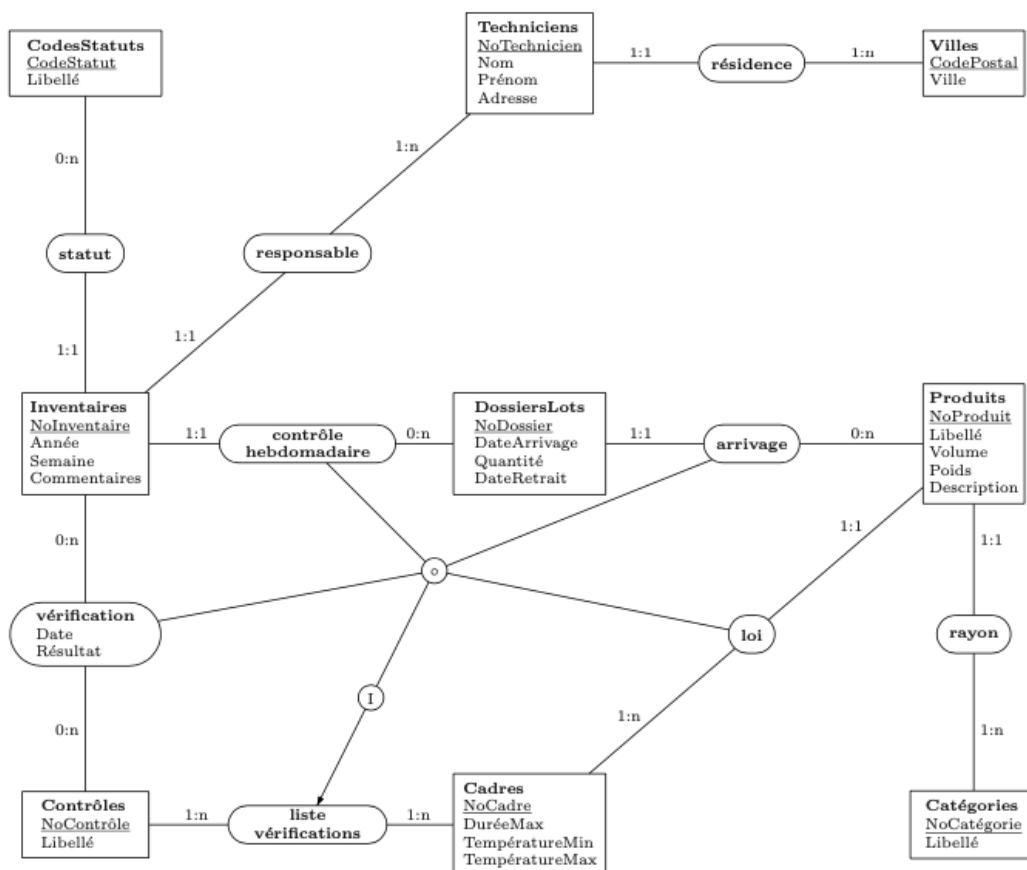 CodesStatuts
CodeStatut
Libellé
Techniciens
NoTechnicien
Nom
Prénom
Adresse
1:1
résidence
1:n
Villes
CodePostal
Ville
0:n
1:n
statut
responsable
1:1
1:1
Inventaires
NoInventaire
Année
Semaine
Commentaires
1:1
contrôle
hebdomadaire
0:n
DossiersLots
NoDossier
DateArrivage
Quantité
DateRetrait
1:1
arrivage
0:n
Produits
NoProduit
Libellé
Volume
Poids
Description
0:n
1:1
1:1
o
vérification
Date
Résultat
loi
rayon
I
0:n
1:n
1:n
Contrôles
NoContrôle
Libellé
1:n
liste
vérifications
1:n
Cadres
NoCadre
DuréeMax
TempératureMin
TempératureMax
Catégories
NoCatégorie
Libellé